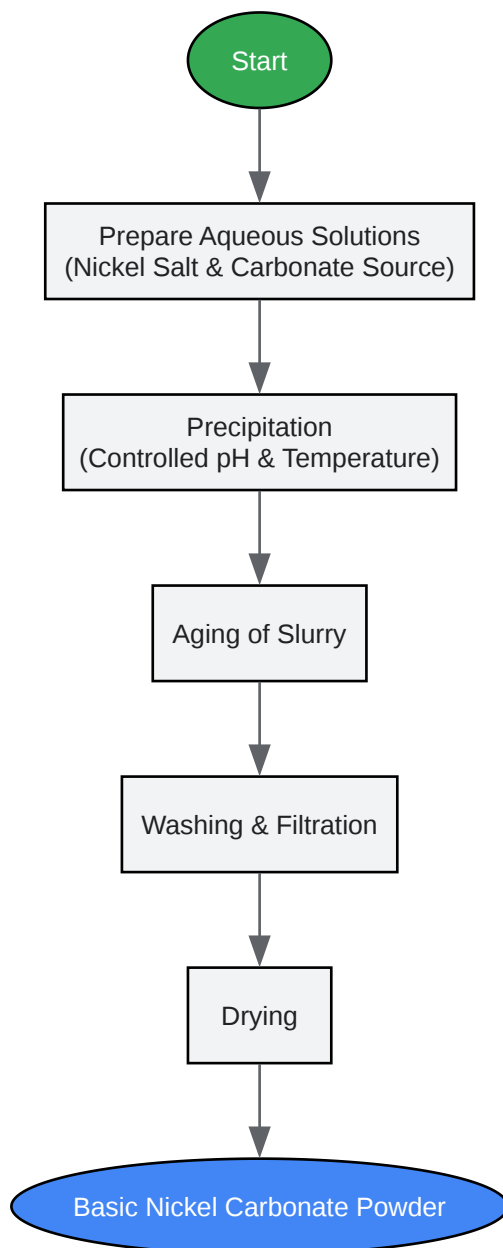 Start
Prepare Aqueous Solutions
(Nickel Salt & Carbonate Source)
Precipitation
(Controlled pH & Temperature)
Aging of Slurry
Washing & Filtration
Drying
Basic Nickel Carbonate Powder